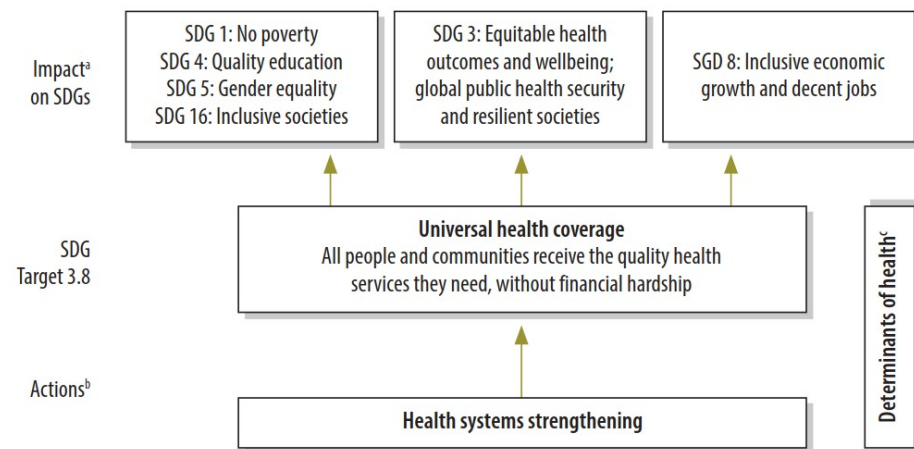 Impactᵃ
on SDGs
SDG 1: No poverty
SDG 4: Quality education
SDG 5: Gender equality
SDG 16: Inclusive societies
SDG 3: Equitable health
outcomes and wellbeing;
global public health security
and resilient societies
SGD 8: Inclusive economic
growth and decent jobs
SDG
Target 3.8
Universal health coverage
All people and communities receive the quality health
services they need, without financial hardship
Determinants of healthᶜ
Actionsᵇ
Health systems strengthening